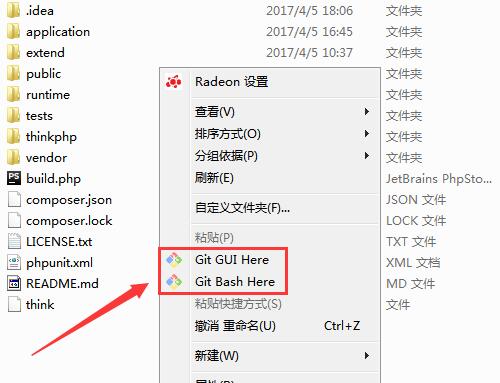 .idea 2017/4/5 18:06 文件夹
application 2017/4/5 16:45 文件夹
extend 2017/4/5 10:37 文件夹
public 文件夹
runtime 文件夹
tests 文件夹
thinkphp 文件夹
vendor 文件夹
build.php JetBrains PhpSto...
composer.json JSON 文件
composer.lock LOCK 文件
LICENSE.txt TXT 文件
phpunit.xml XML 文档
README.md MD 文件
think 文件
Radeon 设置
查看(V)
排序方式(O)
分组依据(P)
刷新(E)
自定义文件夹(F)...
粘贴(P)
Git GUI Here
Git Bash Here
粘贴快捷方式(S)
撤消 重命名(U) Ctrl+Z
新建(W)